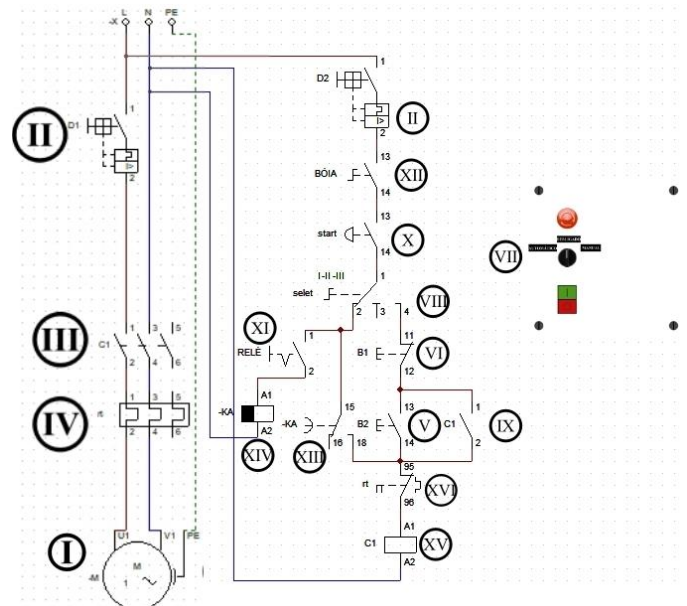 L N PE
-X
1
D2
1
II D1
I>
2
I>
2
II
13
BÓIA
14
XII
13
start
14
X
VII
1
I-II-III
selet
2 3 4
VIII
XI
1
RELÉ
2
11
B1
12
VI
III
1 3 5
C1
2 4 6
A1
-KA
A2
XIV
15
-KA
16 18
XIII
13
B2
14
V
1
C1
2
IX
IV
1 3 5
rt
2 4 6
95
rt
96
XVI
I
U1 V1 PE
-M
M
1
A1
C1
A2
XV
I